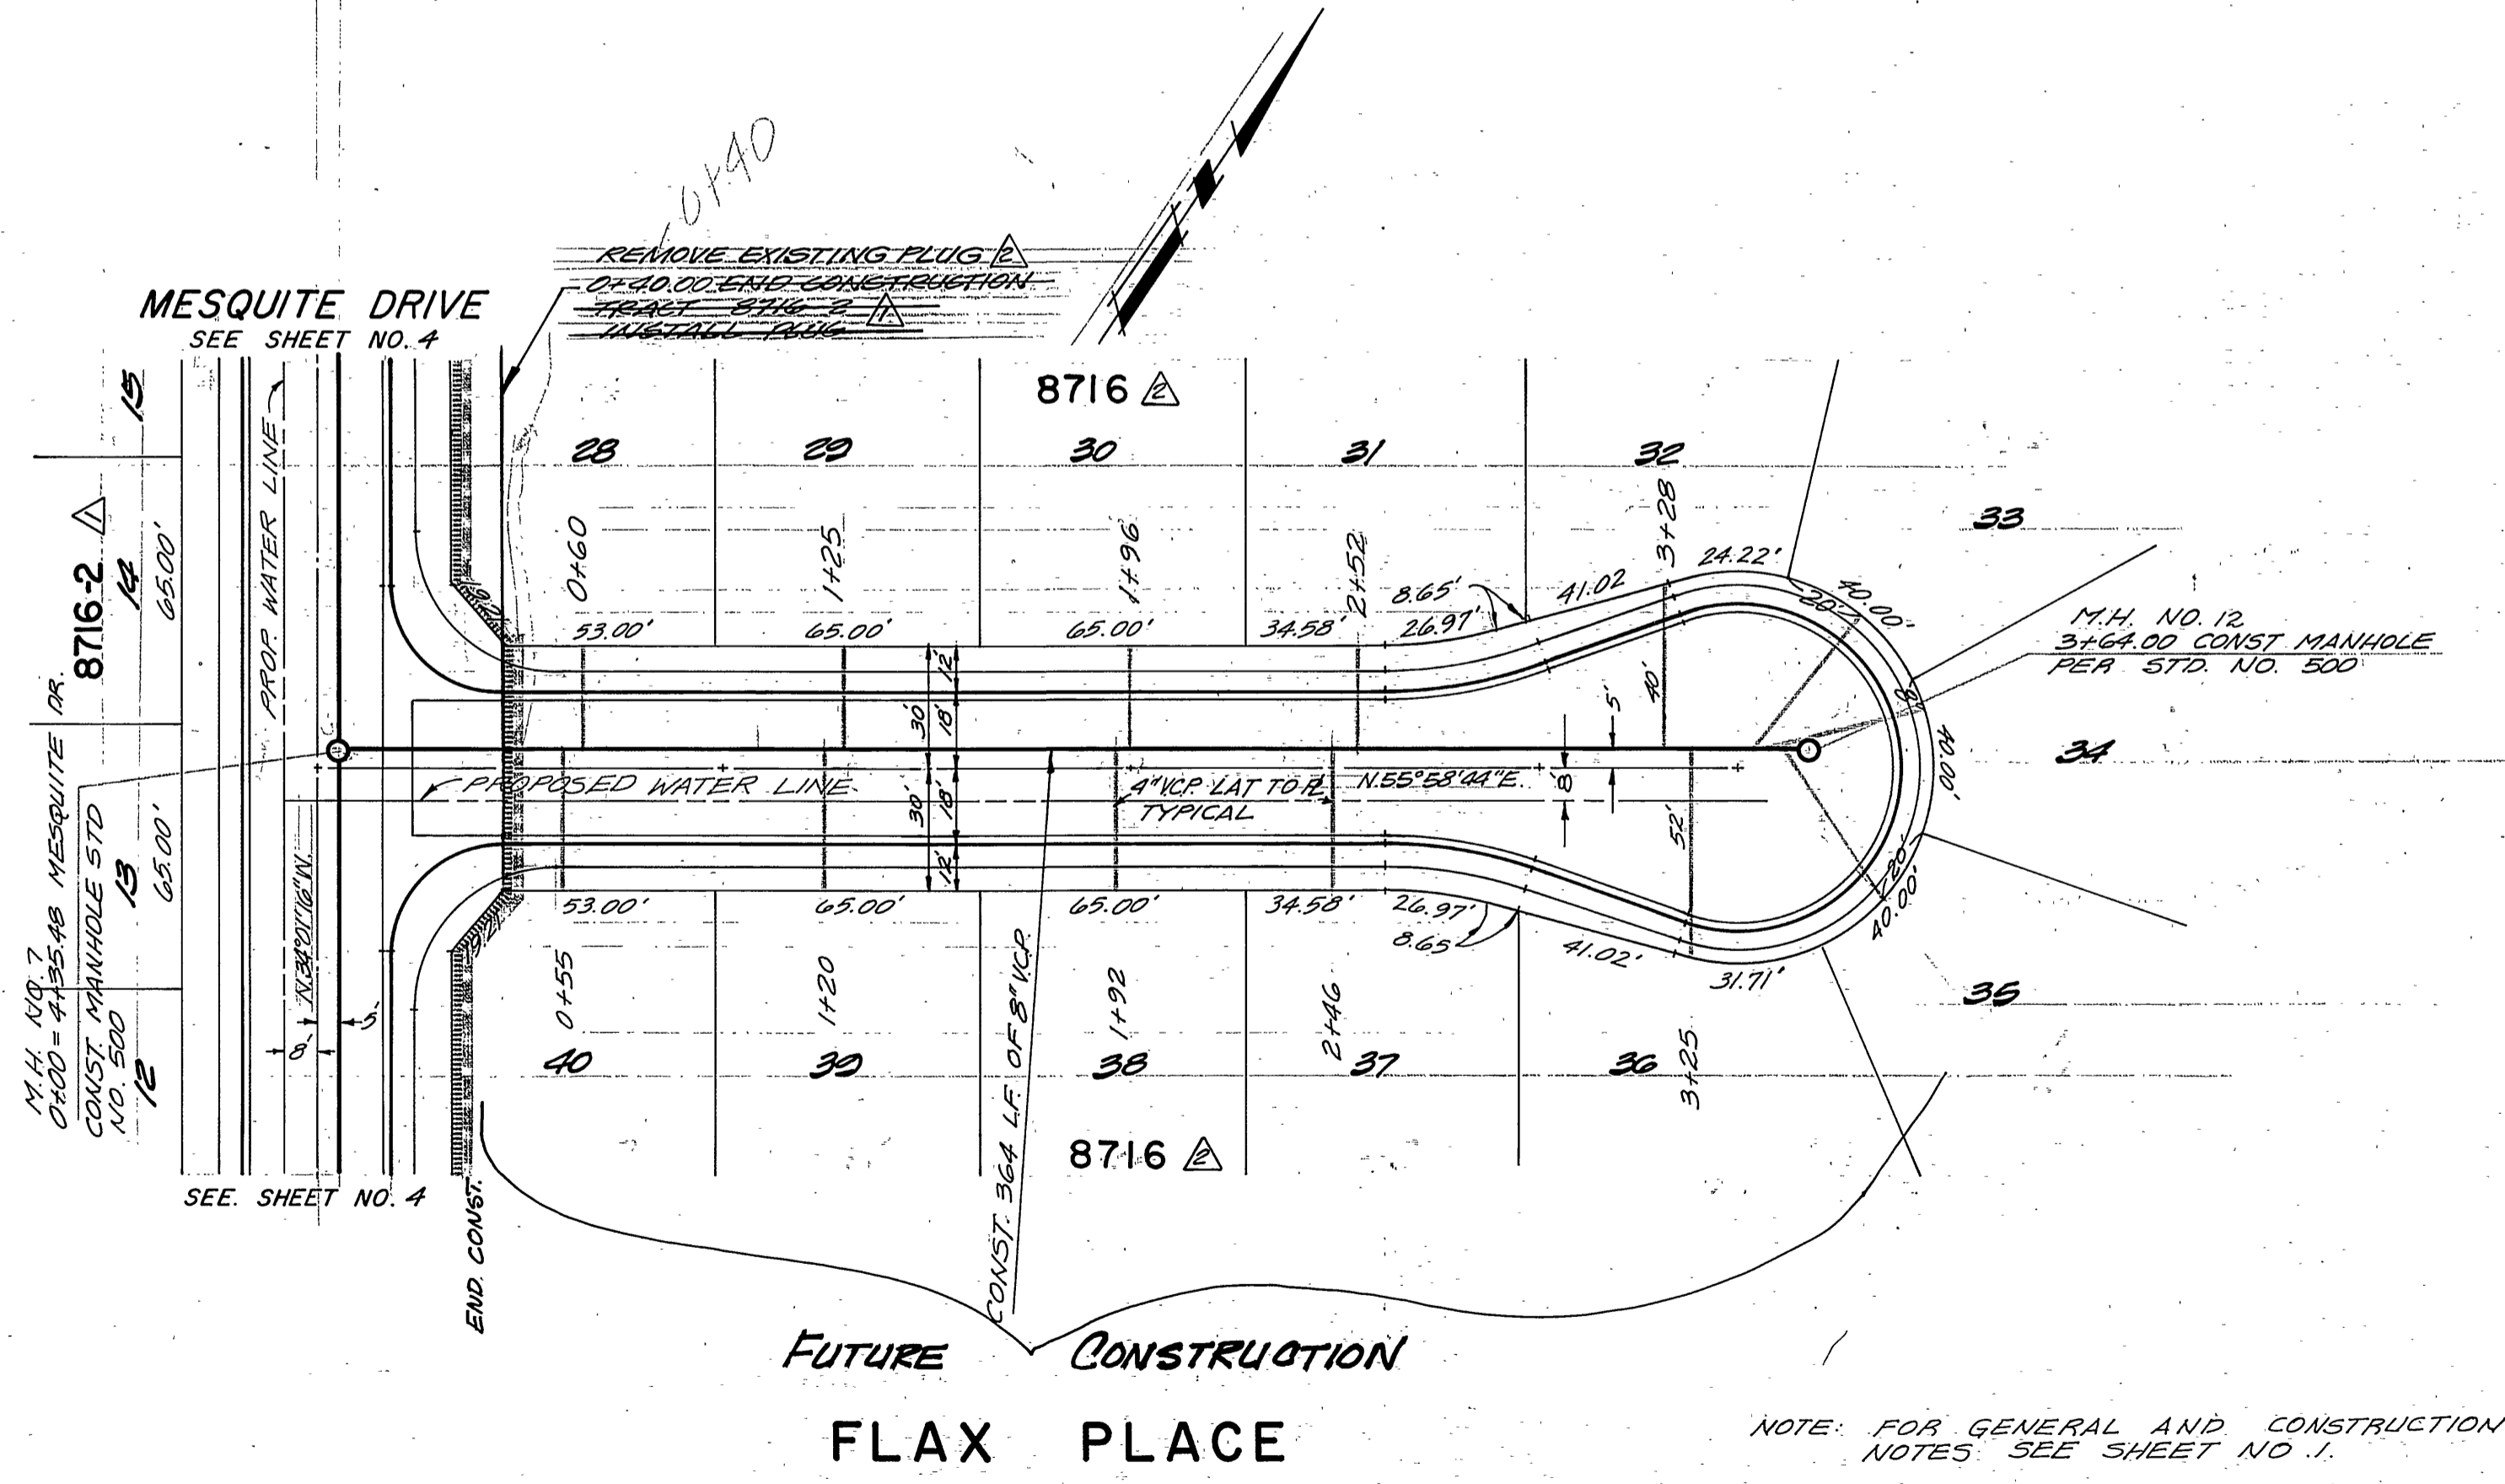 0+40
REMOVE EXISTING PLUG 2
0+40.00 END CONSTRUCTION
TRACT 8716-2 1
INSTALL PLUG
MESQUITE DRIVE
SEE SHEET NO. 4
8716 2
15
14
13
12
8716-2 1
65.00'
65.00'
PROP. WATER LINE
28
29
30
31
32
33
34
35
0+60
1+25
1+96
2+52
3+28
53.00'
65.00'
65.00'
34.58'
26.97'
8.65'
41.02
24.22'
40.00'
20'
M.H. NO. 12
3+64.00 CONST MANHOLE
PER STD. NO. 500
12'
30'
18'
40'
5'
40.00'
PROPOSED WATER LINE
4" V.C.P. LAT TO PL
TYPICAL
N.55°58'44"E.
8'
30'
18'
12'
52'
20'
40.00'
M.H. NO. 7
0+00 = 4+35.48 MESQUITE DR.
CONST. MANHOLE STD
NO. 500
N.34°01'16"W.
5'
8'
53.00'
65.00'
65.00'
34.58'
26.97'
8.65'
41.02'
31.71'
0+55
1+20
1+92
2+46
3+25
40
39
38
37
36
CONST. 364 L.F. OF 8" V.C.P.
8716 2
SEE SHEET NO. 4
END. CONST.
FUTURE CONSTRUCTION
FLAX PLACE
NOTE: FOR GENERAL AND CONSTRUCTION
NOTES SEE SHEET NO. 1.